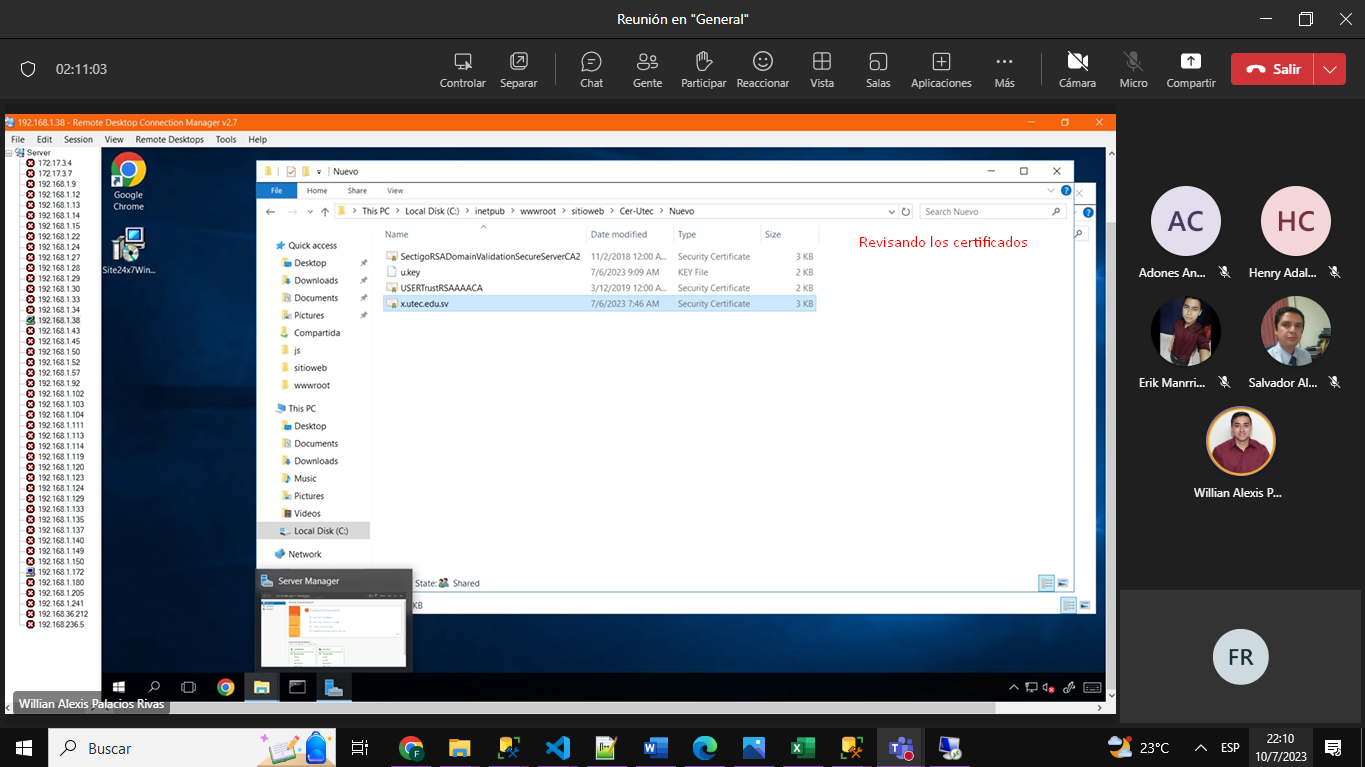 Reunión en "General"
02:11:03
Controlar
Separar
Chat
Gente
Participar
Reaccionar
Vista
Salas
Aplicaciones
Más
Cámara
Micro
Compartir
Salir
192.168.1.38 - Remote Desktop Connection Manager v2.7
File Edit Session View Remote Desktops Tools Help
Server
172.17.3.4
172.17.3.7
192.168.1.9
192.168.1.12
192.168.1.13
192.168.1.14
192.168.1.15
192.168.1.22
192.168.1.24
192.168.1.27
192.168.1.28
192.168.1.29
192.168.1.30
192.168.1.33
192.168.1.34
192.168.1.38
192.168.1.43
192.168.1.45
192.168.1.50
192.168.1.52
192.168.1.57
192.168.1.92
192.168.1.102
192.168.1.103
192.168.1.104
192.168.1.111
192.168.1.113
192.168.1.114
192.168.1.119
192.168.1.120
192.168.1.123
192.168.1.124
192.168.1.129
192.168.1.133
192.168.1.135
192.168.1.137
192.168.1.140
192.168.1.149
192.168.1.150
192.168.1.172
192.168.1.180
192.168.1.205
192.168.1.241
192.168.36.212
192.168.236.5
Google
Chrome
Site24x7Win...
Nuevo
File Home Share View
This PC > Local Disk (C:) > inetpub > wwwroot > sitioweb > Cer-Utec > Nuevo
Search Nuevo
Quick access
Desktop
Downloads
Documents
Pictures
Compartida
js
sitioweb
wwwroot
This PC
Desktop
Documents
Downloads
Music
Pictures
Videos
Local Disk (C:)
Network
Name Date modified Type Size
SectigoRSADomainValidationSecureServerCA2 11/2/2018 12:00 A... Security Certificate 3 KB
u.key 7/6/2023 9:09 AM KEY File 2 KB
USERTrustRSAAAACA 3/12/2019 12:00 A... Security Certificate 2 KB
x.utec.edu.sv 7/6/2023 7:46 AM Security Certificate 3 KB
Revisando los certificados
State: Shared
KB
Server Manager
Willian Alexis Palacios Rivas
AC
Adones An...
HC
Henry Adal...
Erik Manrri...
Salvador Al...
Willian Alexis P...
FR
Buscar
23°C
ESP
22:10
10/7/2023